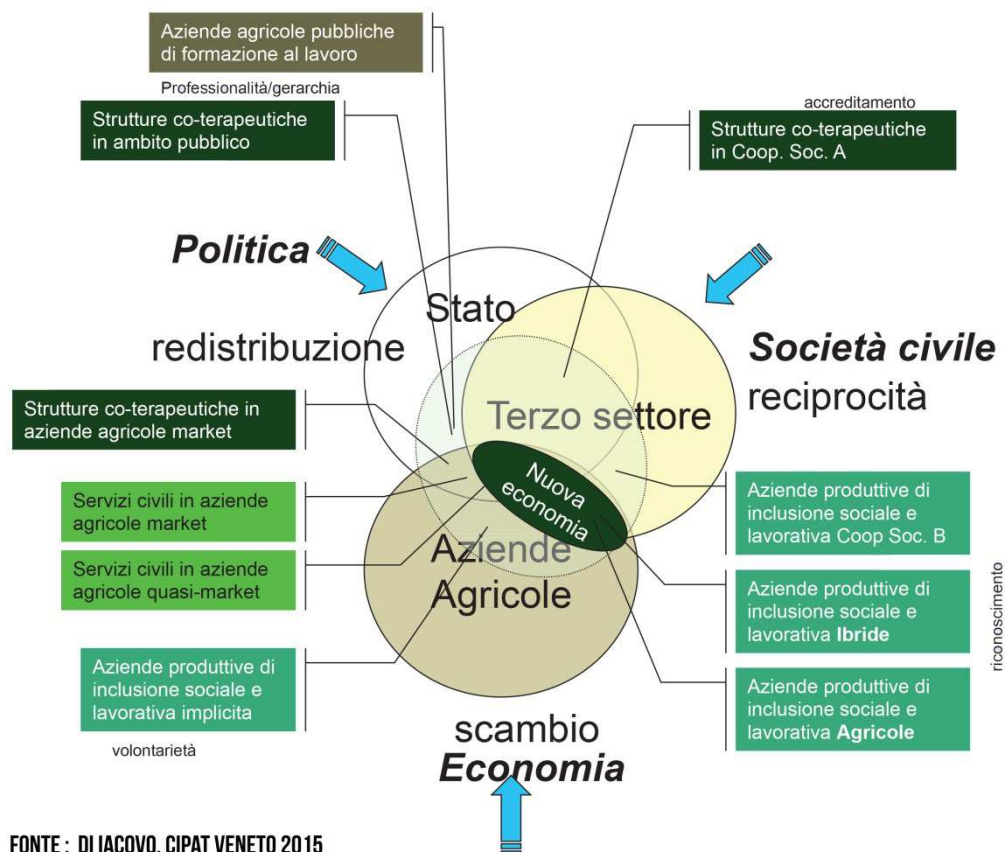 Aziende agricole pubbliche
di formazione al lavoro
Professionalità/gerarchia
Strutture co-terapeutiche
in ambito pubblico
accreditamento
Strutture co-terapeutiche
in Coop. Soc. A
Politica
Stato
redistribuzione
Società civile
reciprocità
Terzo settore
Strutture co-terapeutiche in
aziende agricole market
Nuova
economia
Servizi civili in aziende
agricole market
Aziende produttive di
inclusione sociale e
lavorativa Coop Soc. B
Aziende
Agricole
Servizi civili in aziende
agricole quasi-market
Aziende produttive di
inclusione sociale e
lavorativa Ibride
riconoscimento
Aziende produttive di
inclusione sociale e
lavorativa implicita
volontarietà
Aziende produttive di
inclusione sociale e
lavorativa Agricole
scambio
Economia
FONTE : DI IACOVO, CIPAT VENETO 2015